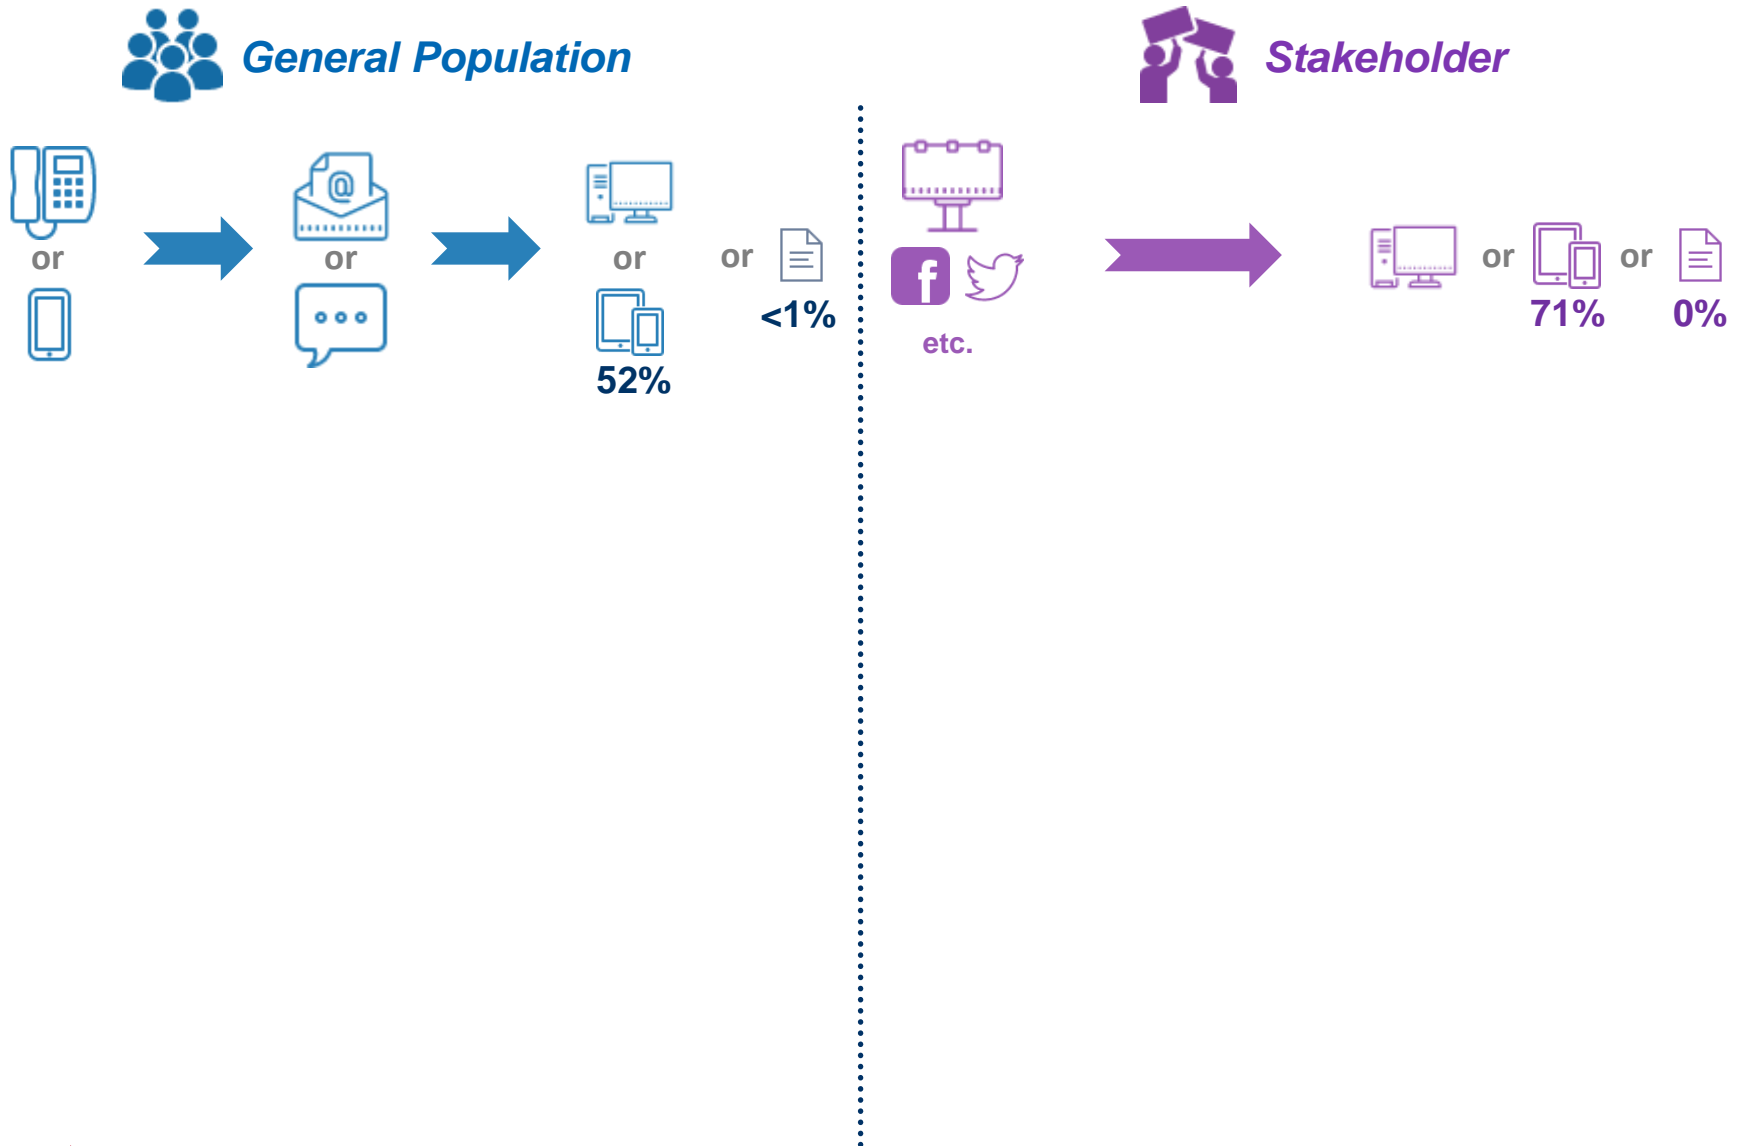 General Population
or
or
or
or
<1%
52%
Stakeholder
etc.
or
or
71%
0%